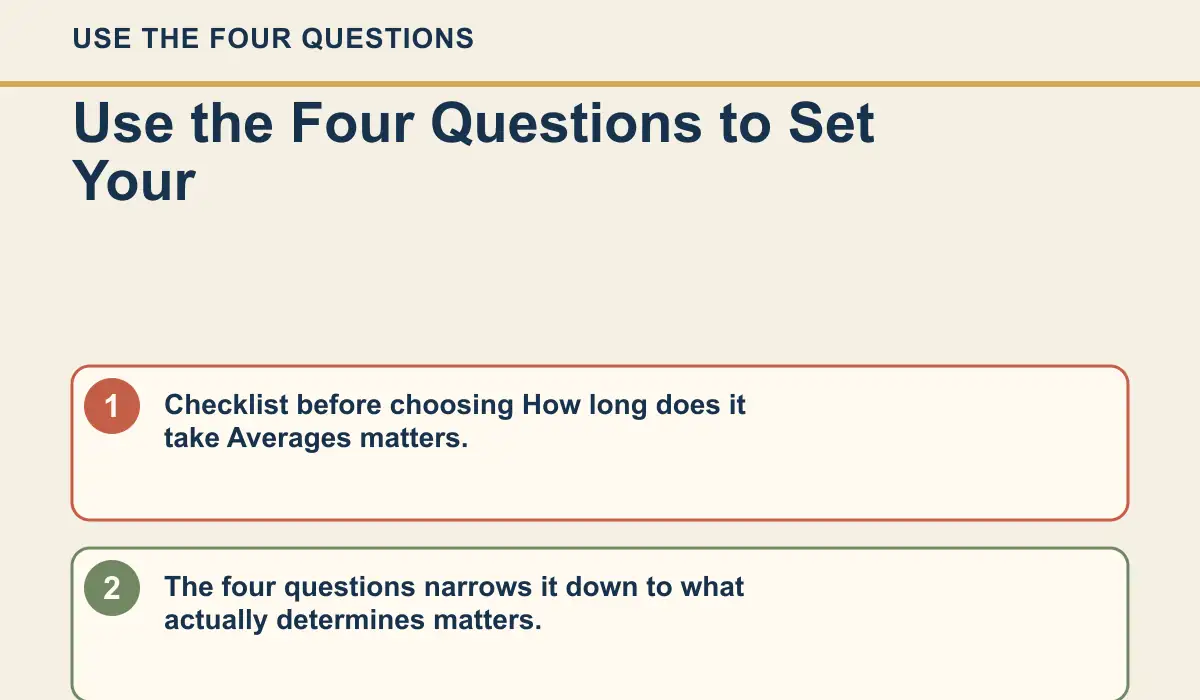 USE THE FOUR QUESTIONS
Use the Four Questions to Set
Your
1
Checklist before choosing How long does it
take Averages matters.
2
The four questions narrows it down to what
actually determines matters.